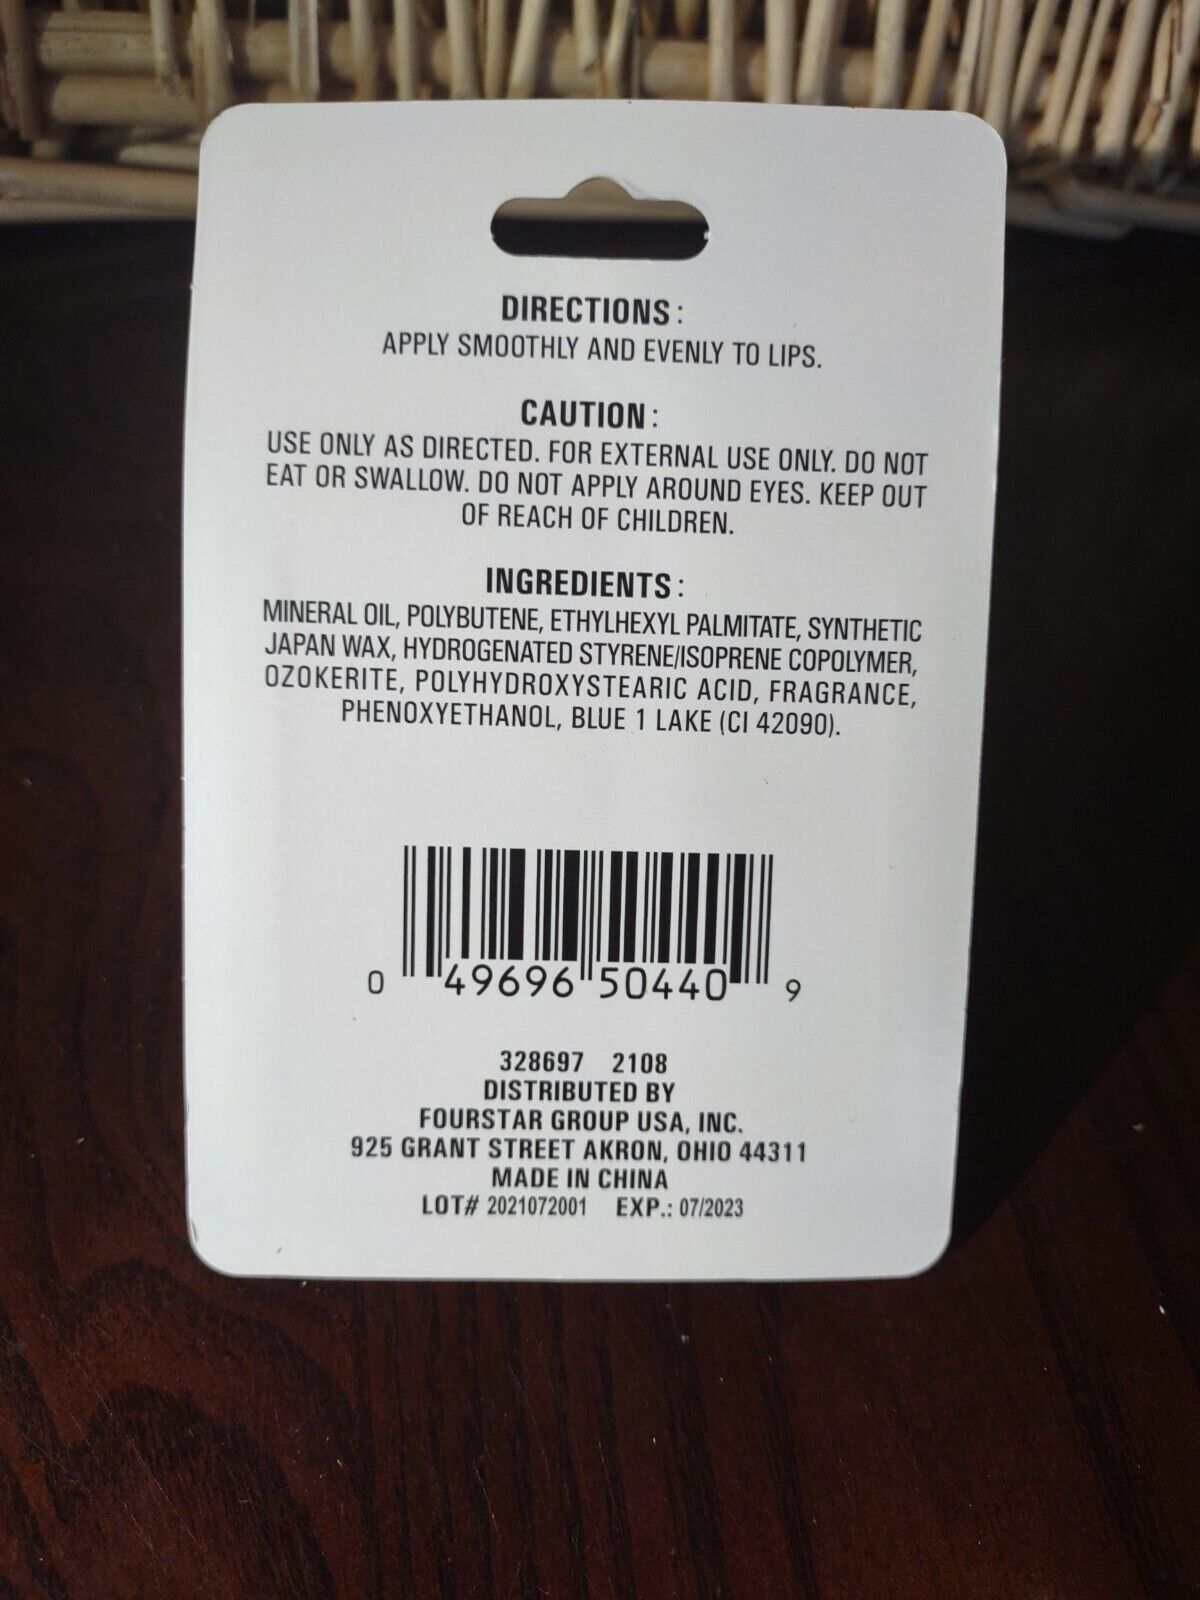 DIRECTIONS:
APPLY SMOOTHLY AND EVENLY TO LIPS.
CAUTION:
USE ONLY AS DIRECTED. FOR EXTERNAL USE ONLY. DO NOT
EAT OR SWALLOW. DO NOT APPLY AROUND EYES. KEEP OUT
OF REACH OF CHILDREN.
INGREDIENTS:
MINERAL OIL, POLYBUTENE, ETHYLHEXYL PALMITATE, SYNTHETIC
JAPAN WAX, HYDROGENATED STYRENE/ISOPRENE COPOLYMER,
OZOKERITE, POLYHYDROXYSTEARIC ACID, FRAGRANCE,
PHENOXYETHANOL, BLUE 1 LAKE (CI 42090).
0 49696 50440 9
328697 2108
DISTRIBUTED BY
FOURSTAR GROUP USA, INC.
925 GRANT STREET AKRON, OHIO 44311
MADE IN CHINA
LOT# 2021072001 EXP.: 07/2023